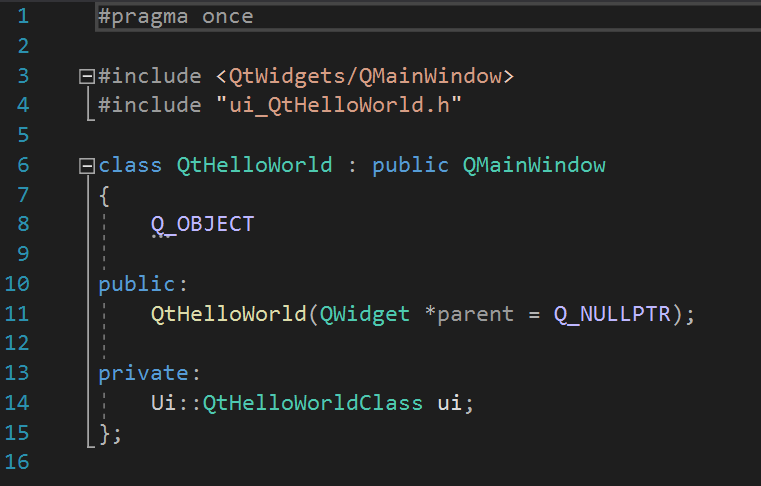 1 #pragma once
2
3 #include <QtWidgets/QMainWindow>
4 #include "ui_QtHelloWorld.h"
5
6 class QtHelloWorld : public QMainWindow
7 {
8     Q_OBJECT
9
10 public:
11     QtHelloWorld(QWidget *parent = Q_NULLPTR);
12
13 private:
14     Ui::QtHelloWorldClass ui;
15 };
16